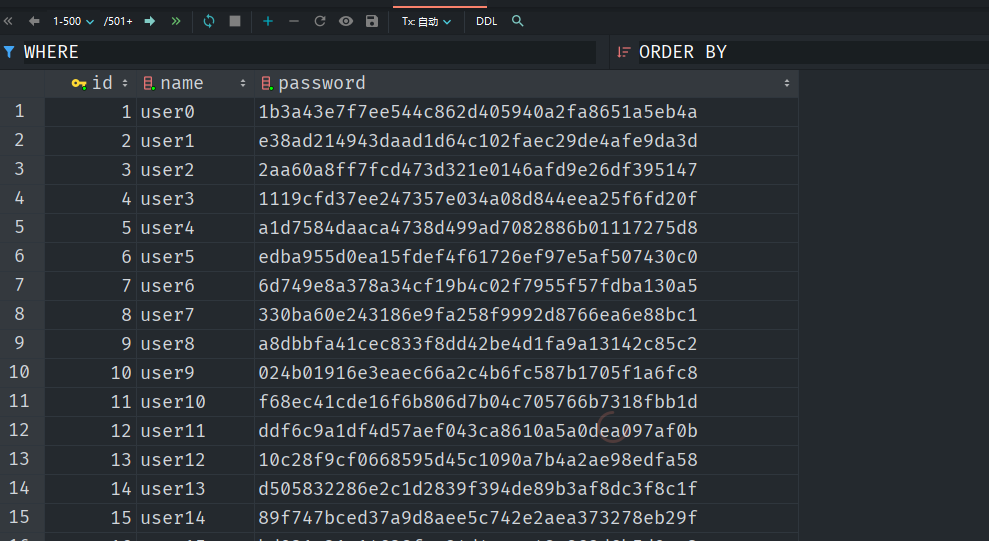 1-500 /501+ Tx: 自动 DDL
WHERE ORDER BY
id name password
1 1 user0 1b3a43e7f7ee544c862d405940a2fa8651a5eb4a
2 2 user1 e38ad214943daad1d64c102faec29de4afe9da3d
3 3 user2 2aa60a8ff7fcd473d321e0146afd9e26df395147
4 4 user3 1119cfd37ee247357e034a08d844eea25f6fd20f
5 5 user4 a1d7584daaca4738d499ad7082886b01117275d8
6 6 user5 edba955d0ea15fdef4f61726ef97e5af507430c0
7 7 user6 6d749e8a378a34cf19b4c02f7955f57fdba130a5
8 8 user7 330ba60e243186e9fa258f9992d8766ea6e88bc1
9 9 user8 a8dbbfa41cec833f8dd42be4d1fa9a13142c85c2
10 10 user9 024b01916e3eaec66a2c4b6fc587b1705f1a6fc8
11 11 user10 f68ec41cde16f6b806d7b04c705766b7318fbb1d
12 12 user11 ddf6c9a1df4d57aef043ca8610a5a0dea097af0b
13 13 user12 10c28f9cf0668595d45c1090a7b4a2ae98edfa58
14 14 user13 d505832286e2c1d2839f394de89b3af8dc3f8c1f
15 15 user14 89f747bced37a9d8aee5c742e2aea373278eb29f